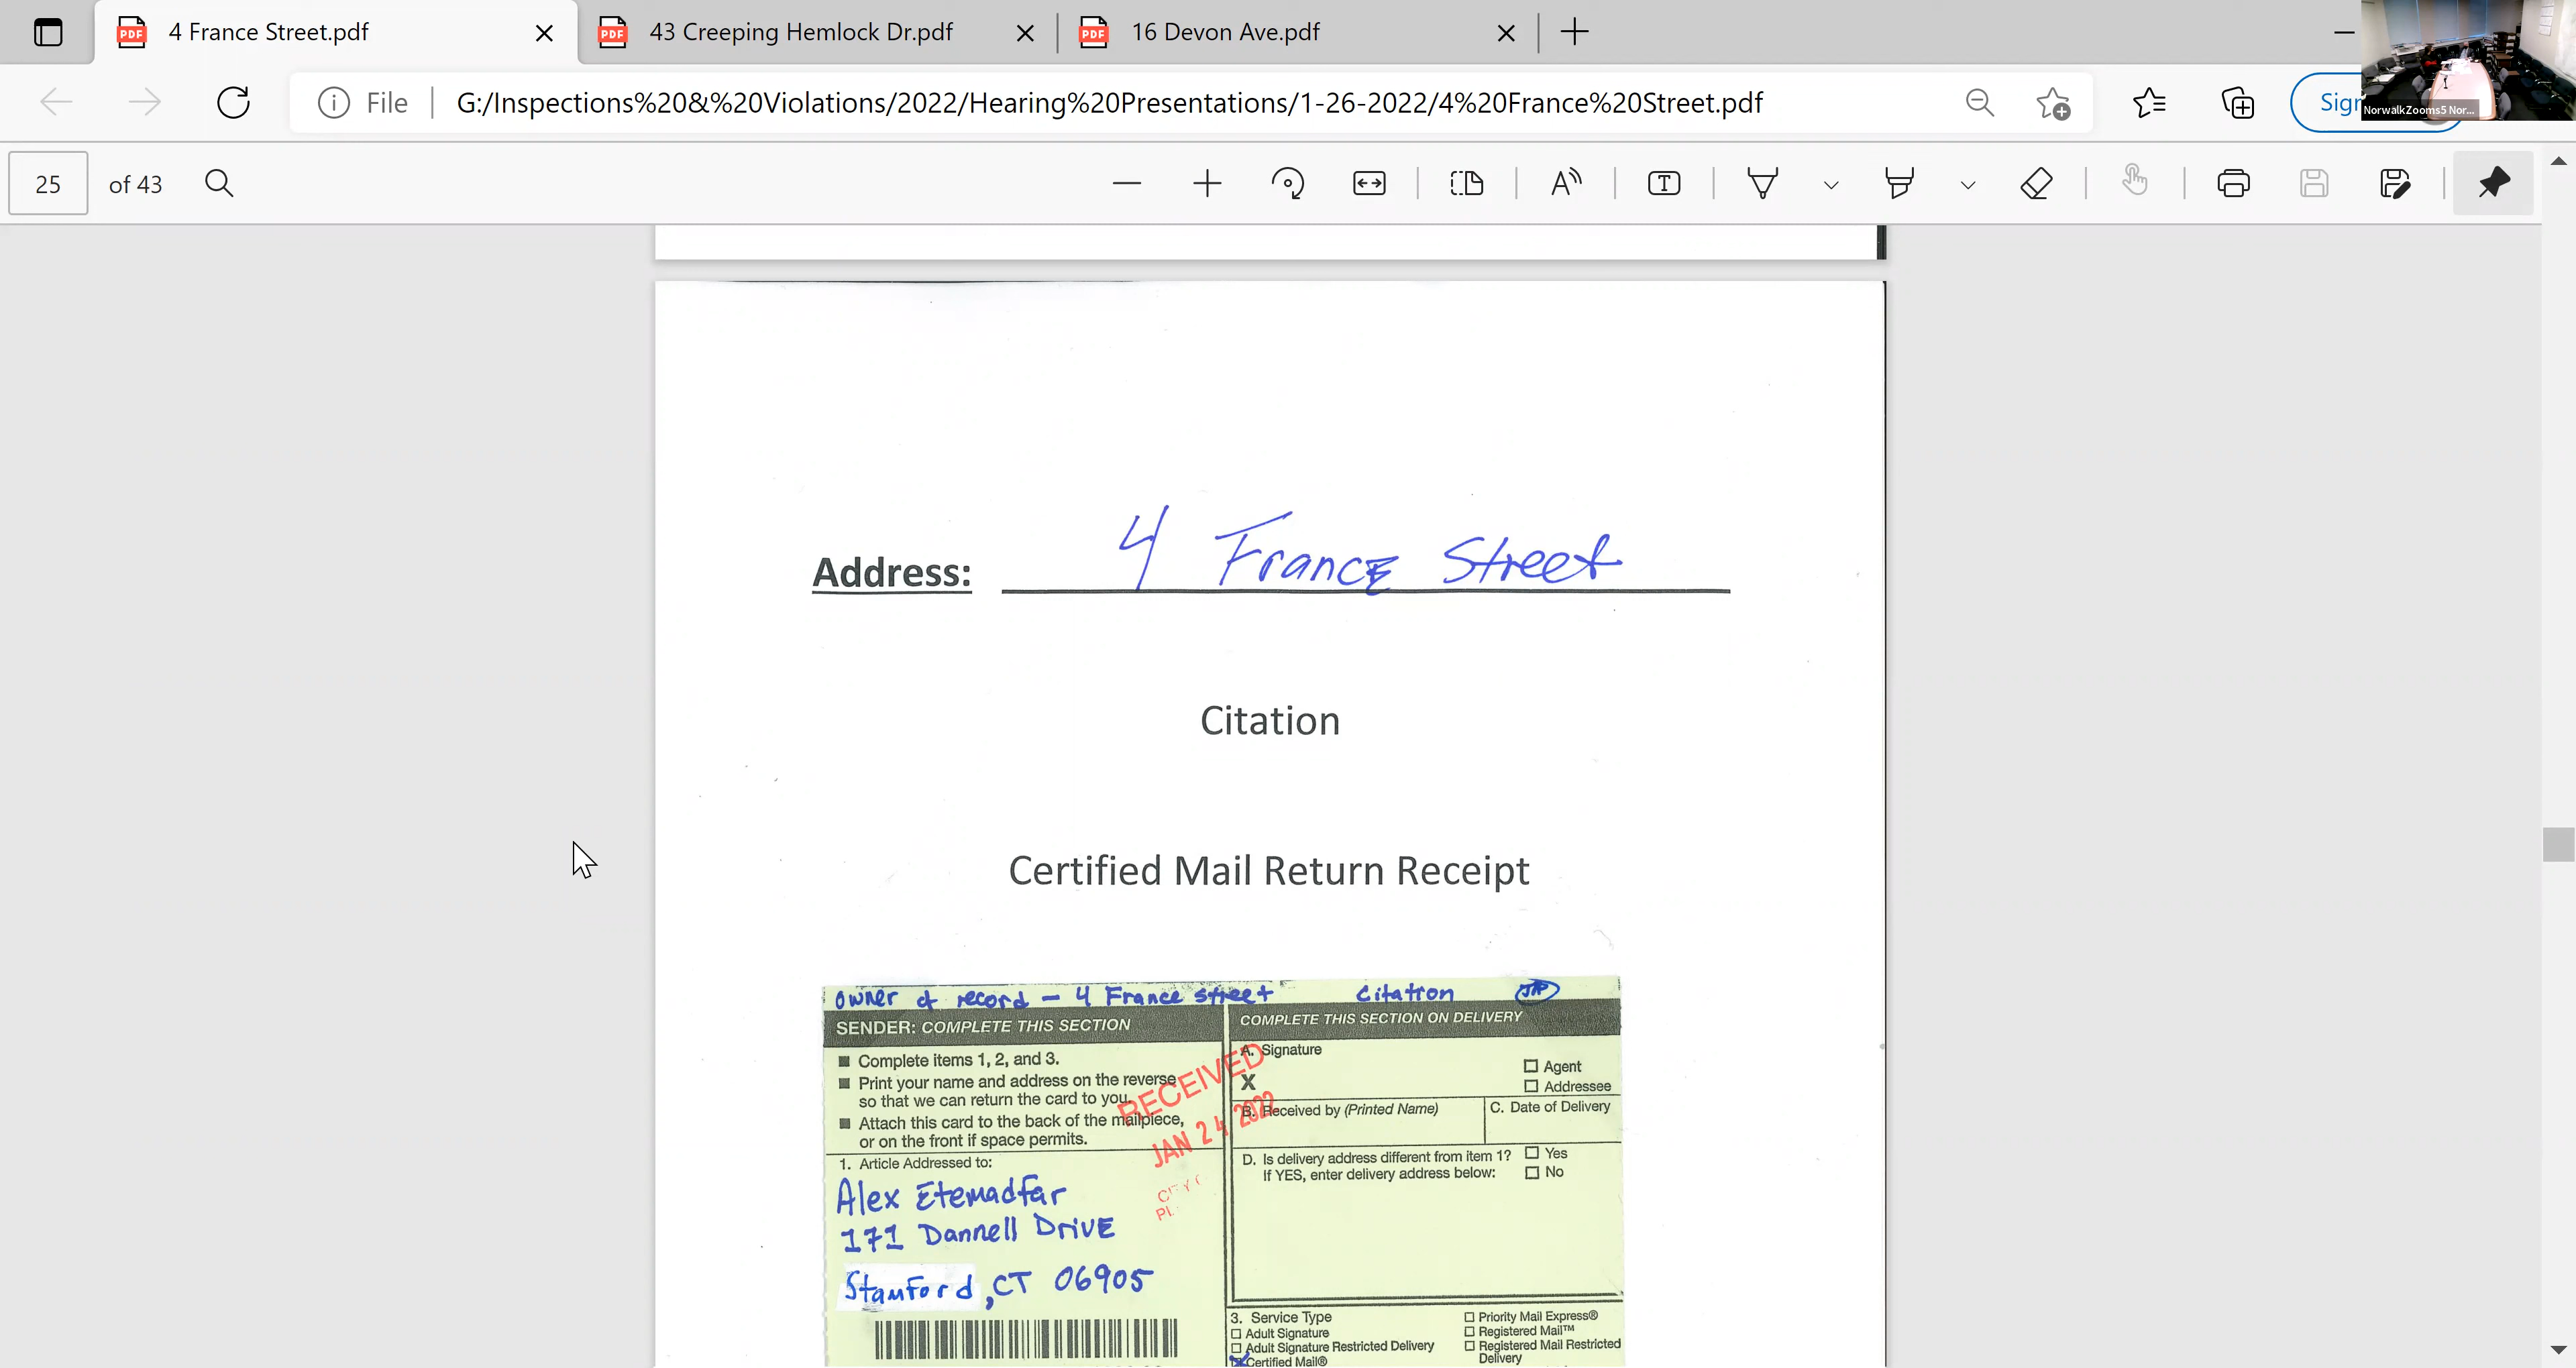 4 France Street.pdf
43 Creeping Hemlock Dr.pdf
16 Devon Ave.pdf
File
G:/Inspections%20&%20Violations/2022/Hearing%20Presentations/1-26-2022/4%20France%20Street.pdf
NorwalkZooms5 Nor...
25 of 43
Address: 4 France Street
Citation
Certified Mail Return Receipt
owner of record - 4 France street Citation JP
SENDER: COMPLETE THIS SECTION
■ Complete items 1, 2, and 3.
■ Print your name and address on the reverse
so that we can return the card to you.
■ Attach this card to the back of the mailpiece,
or on the front if space permits.
1. Article Addressed to:
Alex Etemadfar
171 Dannell Drive
Stamford, CT 06905
RECEIVED
JAN 24 2022
COMPLETE THIS SECTION ON DELIVERY
A. Signature
X
☐ Agent
☐ Addressee
B. Received by (Printed Name)
C. Date of Delivery
D. Is delivery address different from item 1? ☐ Yes
If YES, enter delivery address below: ☐ No
3. Service Type
☐ Adult Signature
☐ Adult Signature Restricted Delivery
Certified Mail®
☐ Priority Mail Express®
☐ Registered Mail™
☐ Registered Mail Restricted
Delivery